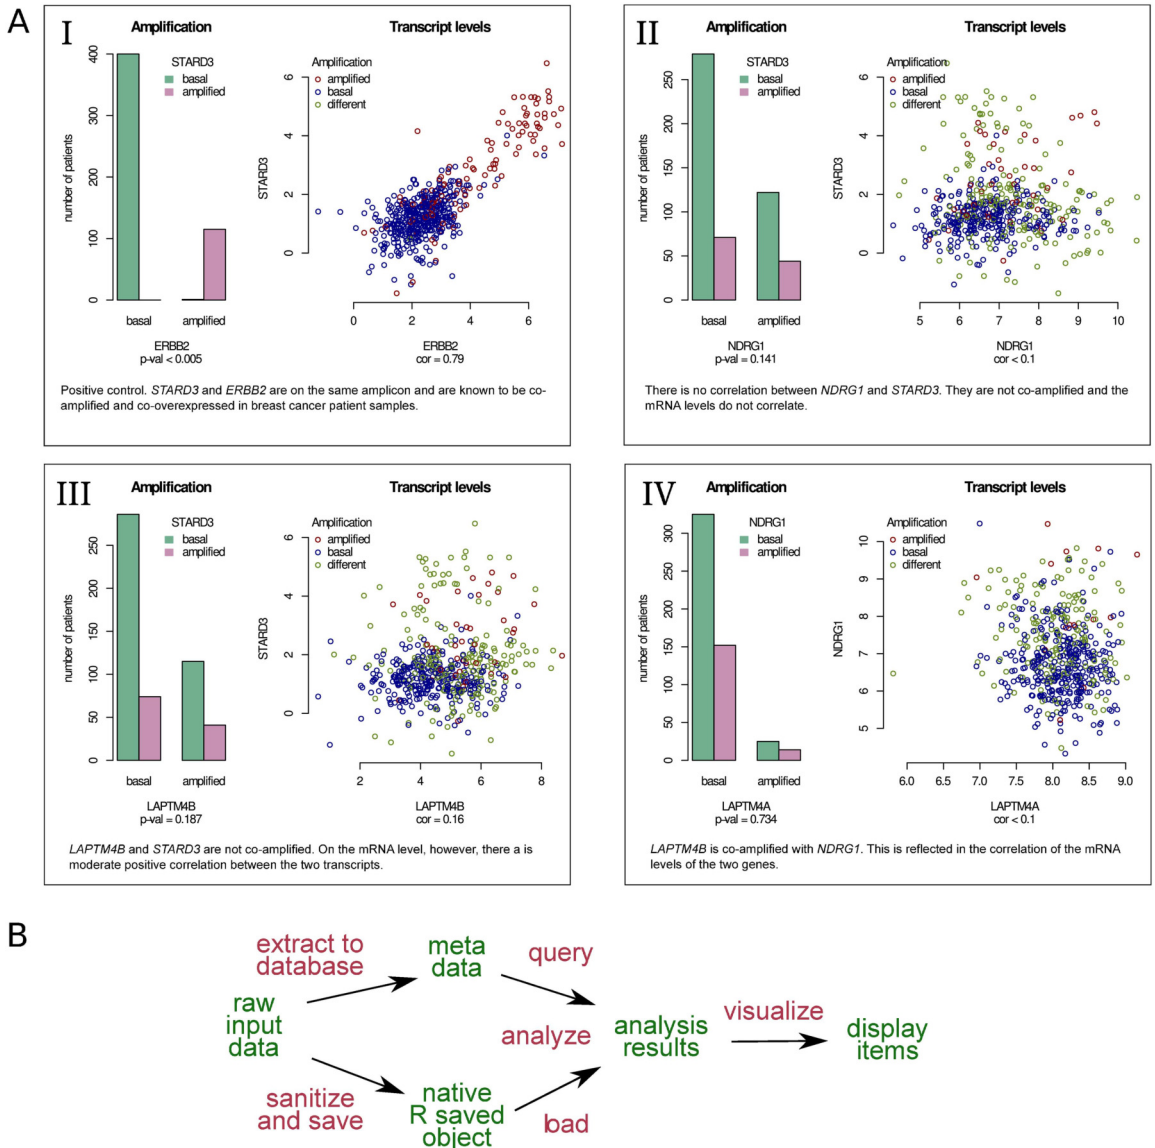 A
I
Amplification
Transcript levels
number of patients
400
300
200
100
0
STARD3
basal
amplified
basal
amplified
ERBB2
p-val < 0.005
STARD3
6
4
2
0
Amplification
amplified
basal
different
0
2
4
6
ERBB2
cor = 0.79
Positive control. STARD3 and ERBB2 are on the same amplicon and are known to be co-
amplified and co-overexpressed in breast cancer patient samples.
II
Amplification
Transcript levels
number of patients
250
200
150
100
50
0
STARD3
basal
amplified
basal
amplified
NDRG1
p-val = 0.141
STARD3
6
4
2
0
Amplification
amplified
basal
different
5
6
7
8
9
10
NDRG1
cor < 0.1
There is no correlation between NDRG1 and STARD3. They are not co-amplified and the
mRNA levels do not correlate.
III
Amplification
Transcript levels
number of patients
250
200
150
100
50
0
STARD3
basal
amplified
basal
amplified
LAPTM4B
p-val = 0.187
STARD3
6
4
2
0
Amplification
amplified
basal
different
2
4
6
8
LAPTM4B
cor = 0.16
LAPTM4B and STARD3 are not co-amplified. On the mRNA level, however, there a is
moderate positive correlation between the two transcripts.
IV
Amplification
Transcript levels
number of patients
300
250
200
150
100
50
0
NDRG1
basal
amplified
basal
amplified
LAPTM4A
p-val = 0.734
NDRG1
10
9
8
7
6
5
Amplification
amplified
basal
different
6.0
6.5
7.0
7.5
8.0
8.5
9.0
LAPTM4A
cor < 0.1
LAPTM4B is co-amplified with NDRG1. This is reflected in the correlation of the mRNA
levels of the two genes.
B
extract to
database
meta
data
query
raw
input
data
analyze
analysis
results
visualize
display
items
sanitize
and save
native
R saved
object
load